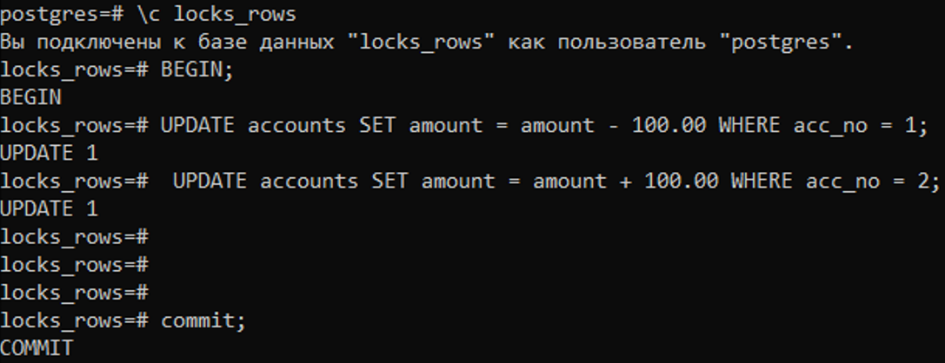 postgres=# \c locks_rows
Вы подключены к базе данных "locks_rows" как пользователь "postgres".
locks_rows=# BEGIN;
BEGIN
locks_rows=# UPDATE accounts SET amount = amount - 100.00 WHERE acc_no = 1;
UPDATE 1
locks_rows=#  UPDATE accounts SET amount = amount + 100.00 WHERE acc_no = 2;
UPDATE 1
locks_rows=#
locks_rows=#
locks_rows=#
locks_rows=# commit;
COMMIT